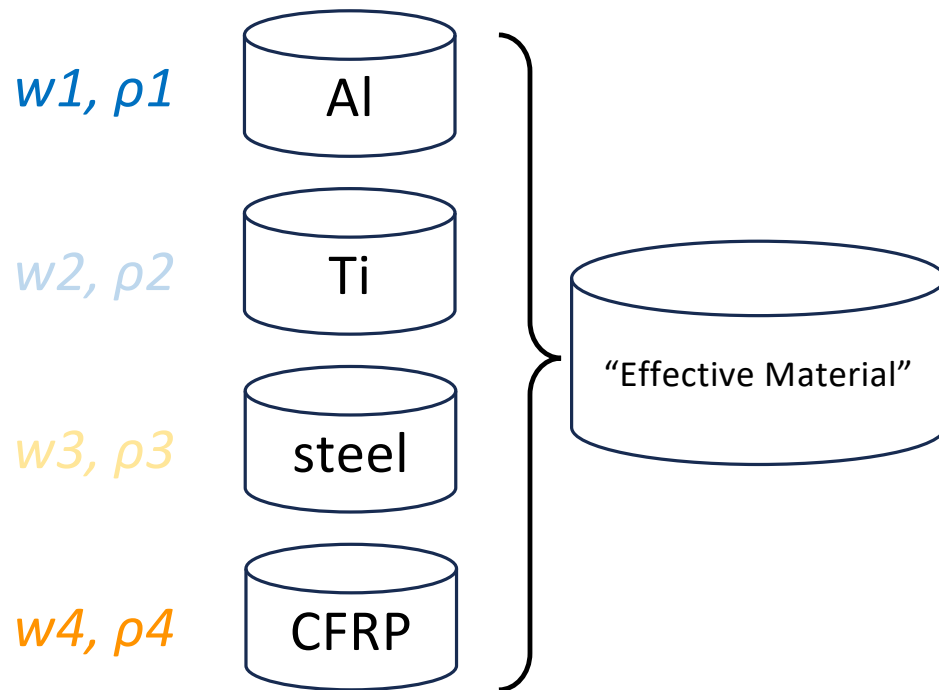 w1, ρ1
Al
w2, ρ2
Ti
“Effective Material”
w3, ρ3
steel
w4, ρ4
CFRP